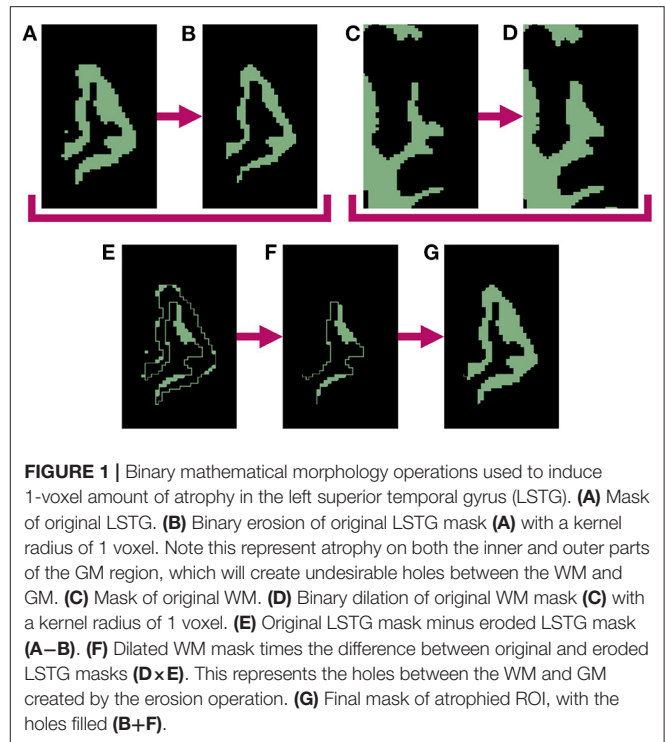 A
B
C
D
E
F
G
FIGURE 1 | Binary mathematical morphology operations used to induce
1-voxel amount of atrophy in the left superior temporal gyrus (LSTG). (A) Mask
of original LSTG. (B) Binary erosion of original LSTG mask (A) with a kernel
radius of 1 voxel. Note this represent atrophy on both the inner and outer parts
of the GM region, which will create undesirable holes between the WM and
GM. (C) Mask of original WM. (D) Binary dilation of original WM mask (C) with
a kernel radius of 1 voxel. (E) Original LSTG mask minus eroded LSTG mask
(A−B). (F) Dilated WM mask times the difference between original and eroded
LSTG masks (D×E). This represents the holes between the WM and GM
created by the erosion operation. (G) Final mask of atrophied ROI, with the
holes filled (B+F).